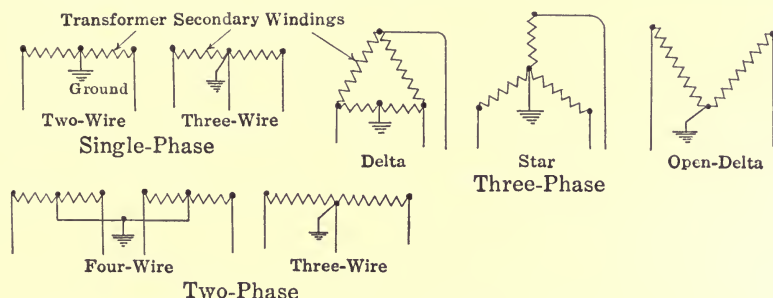 Transformer Secondary Windings
Ground
Two-Wire
Three-Wire
Single-Phase
Delta
Star
Open-Delta
Three-Phase
Four-Wire
Three-Wire
Two-Phase